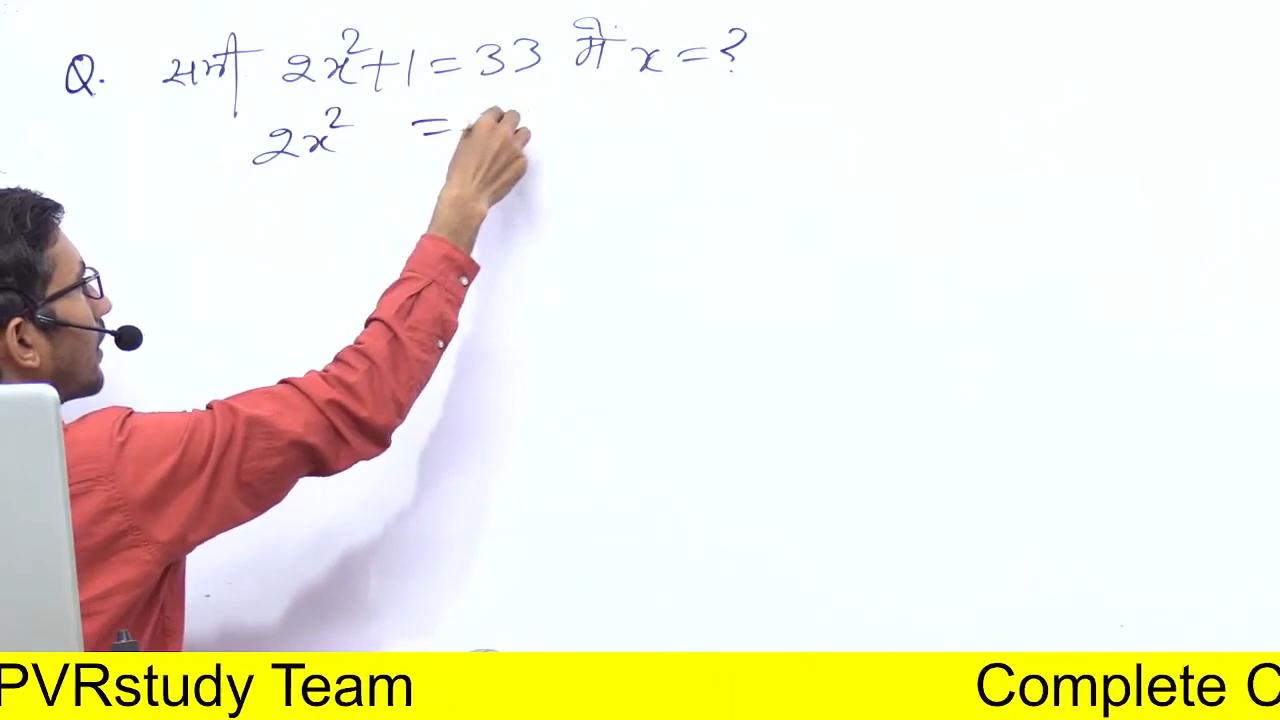 Q. समी 2x²+1=33 में x=?
2x² =
PVRstudy Team Complete C